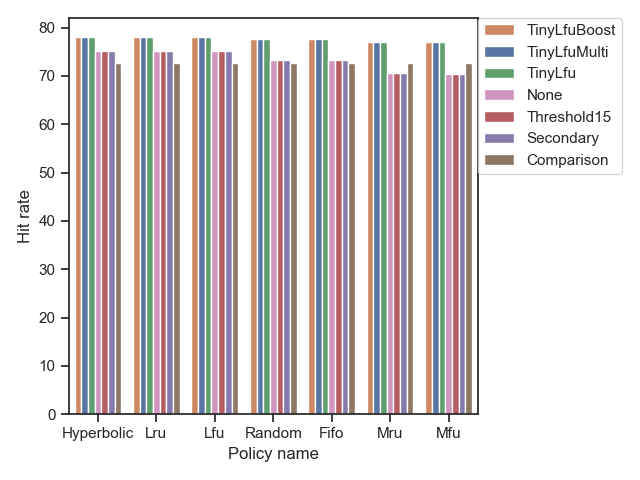 80
70
60
50
40
30
20
10
0
Hit rate
Hyperbolic Lru Lfu Random Fifo Mru Mfu
Policy name
TinyLfuBoost
TinyLfuMulti
TinyLfu
None
Threshold15
Secondary
Comparison